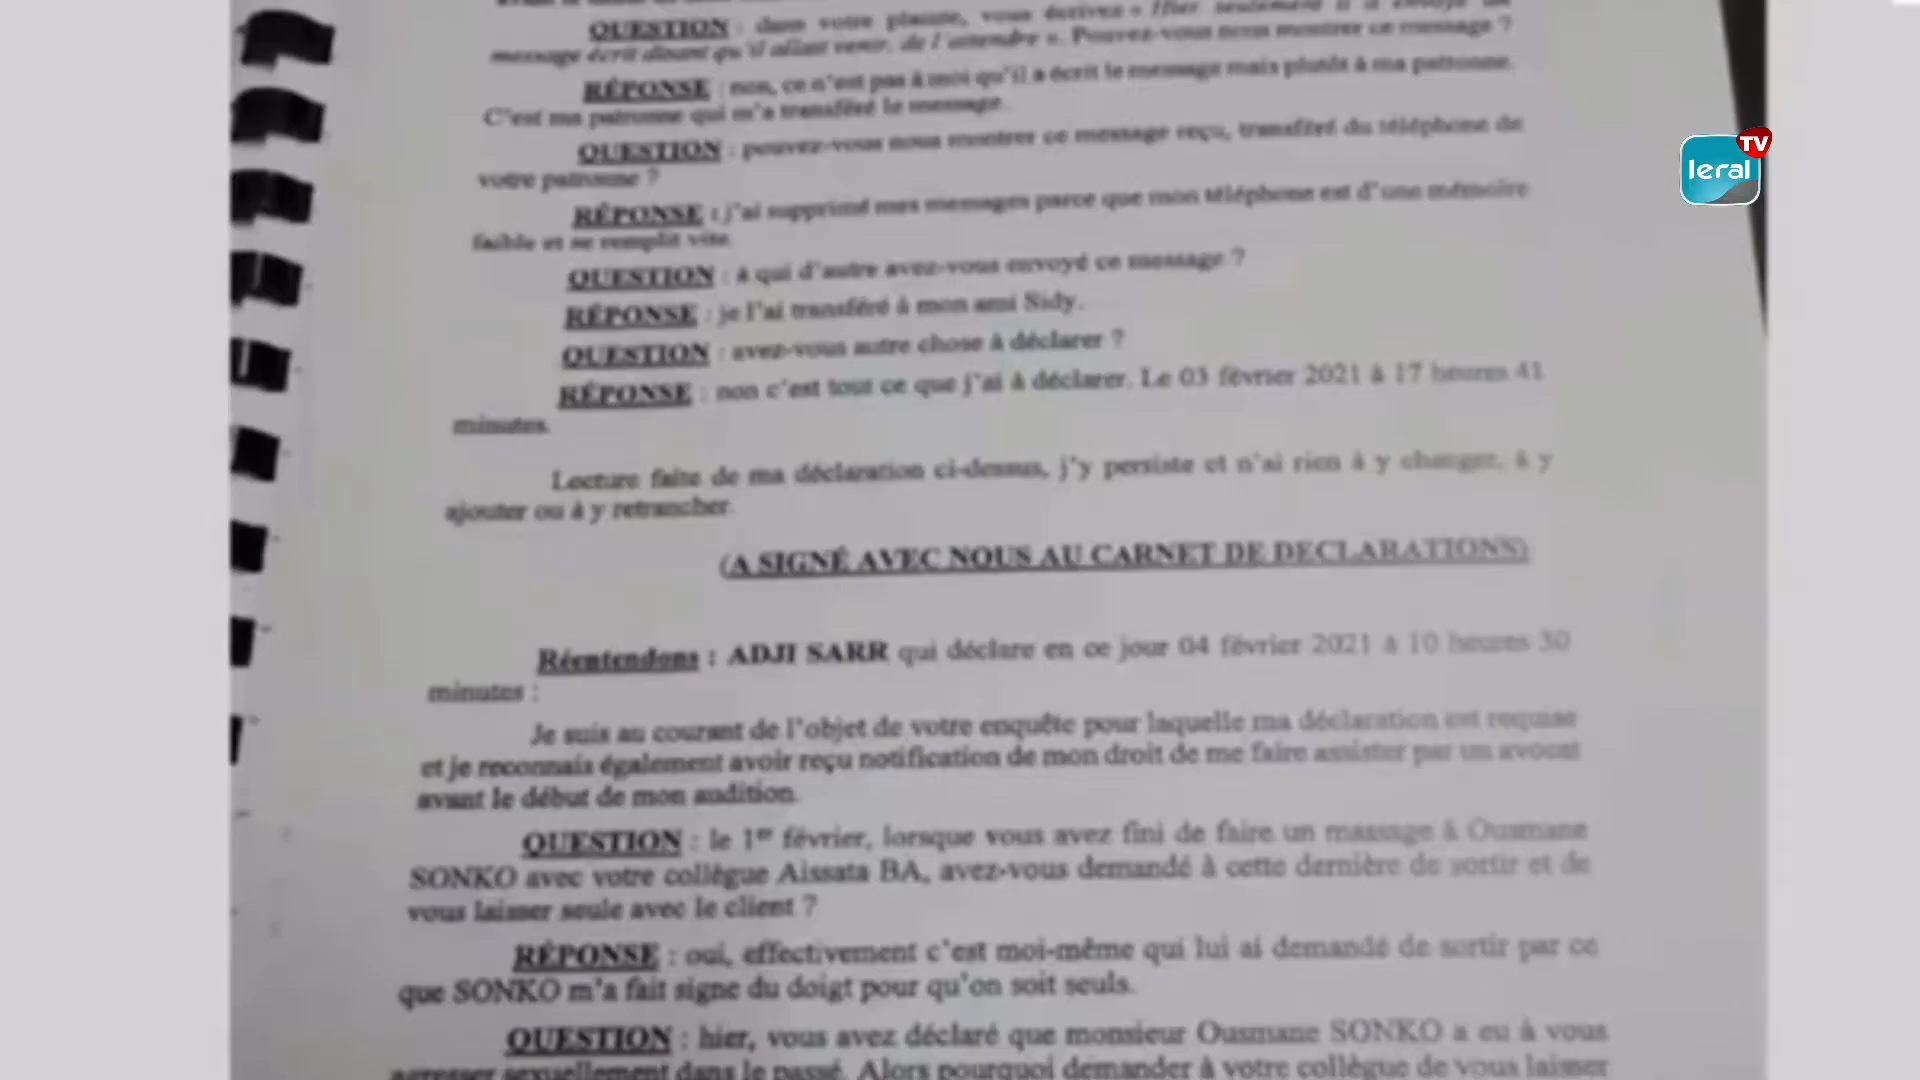 QUESTION : dans votre plainte, vous écrivez « Hier seulement il a envoyé un
message écrit disant qu'il allait venir, de l'attendre ». Pouvez-vous nous montrer ce message ?
RÉPONSE : non, ce n'est pas à moi qu'il a écrit le message mais plutôt à ma patronne.
C'est ma patronne qui m'a transféré le message.
QUESTION : pouvez-vous nous montrer ce message reçu, transféré du téléphone de
votre patronne ?
RÉPONSE : j'ai supprimé mes messages parce que mon téléphone est d'une mémoire
faible et se remplit vite.
QUESTION : à qui d'autre avez-vous envoyé ce message ?
RÉPONSE : je l'ai transféré à mon ami Sidy.
QUESTION : avez-vous autre chose à déclarer ?
RÉPONSE : non c'est tout ce que j'ai à déclarer. Le 03 février 2021 à 17 heures 41
minutes.
Lecture faite de ma déclaration ci-dessus, j'y persiste et n'ai rien à y changer, à y
ajouter ou à y retrancher.
(A SIGNÉ AVEC NOUS AU CARNET DE DECLARATIONS)
Réentendons : ADJI SARR qui déclare en ce jour 04 février 2021 à 10 heures 30
minutes :
Je suis au courant de l'objet de votre enquête pour laquelle ma déclaration est requise
et je reconnais également avoir reçu notification de mon droit de me faire assister par un avocat
avant le début de mon audition.
QUESTION : le 1er février, lorsque vous avez fini de faire un massage à Ousmane
SONKO avec votre collègue Aissata BA, avez-vous demandé à cette dernière de sortir et de
vous laisser seule avec le client ?
RÉPONSE : oui, effectivement c'est moi-même qui lui ai demandé de sortir par ce
que SONKO m'a fait signe du doigt pour qu'on soit seuls.
QUESTION : hier, vous avez déclaré que monsieur Ousmane SONKO a eu à vous
agresser sexuellement dans le passé. Alors pourquoi demander à votre collègue de vous laisser
leral TV